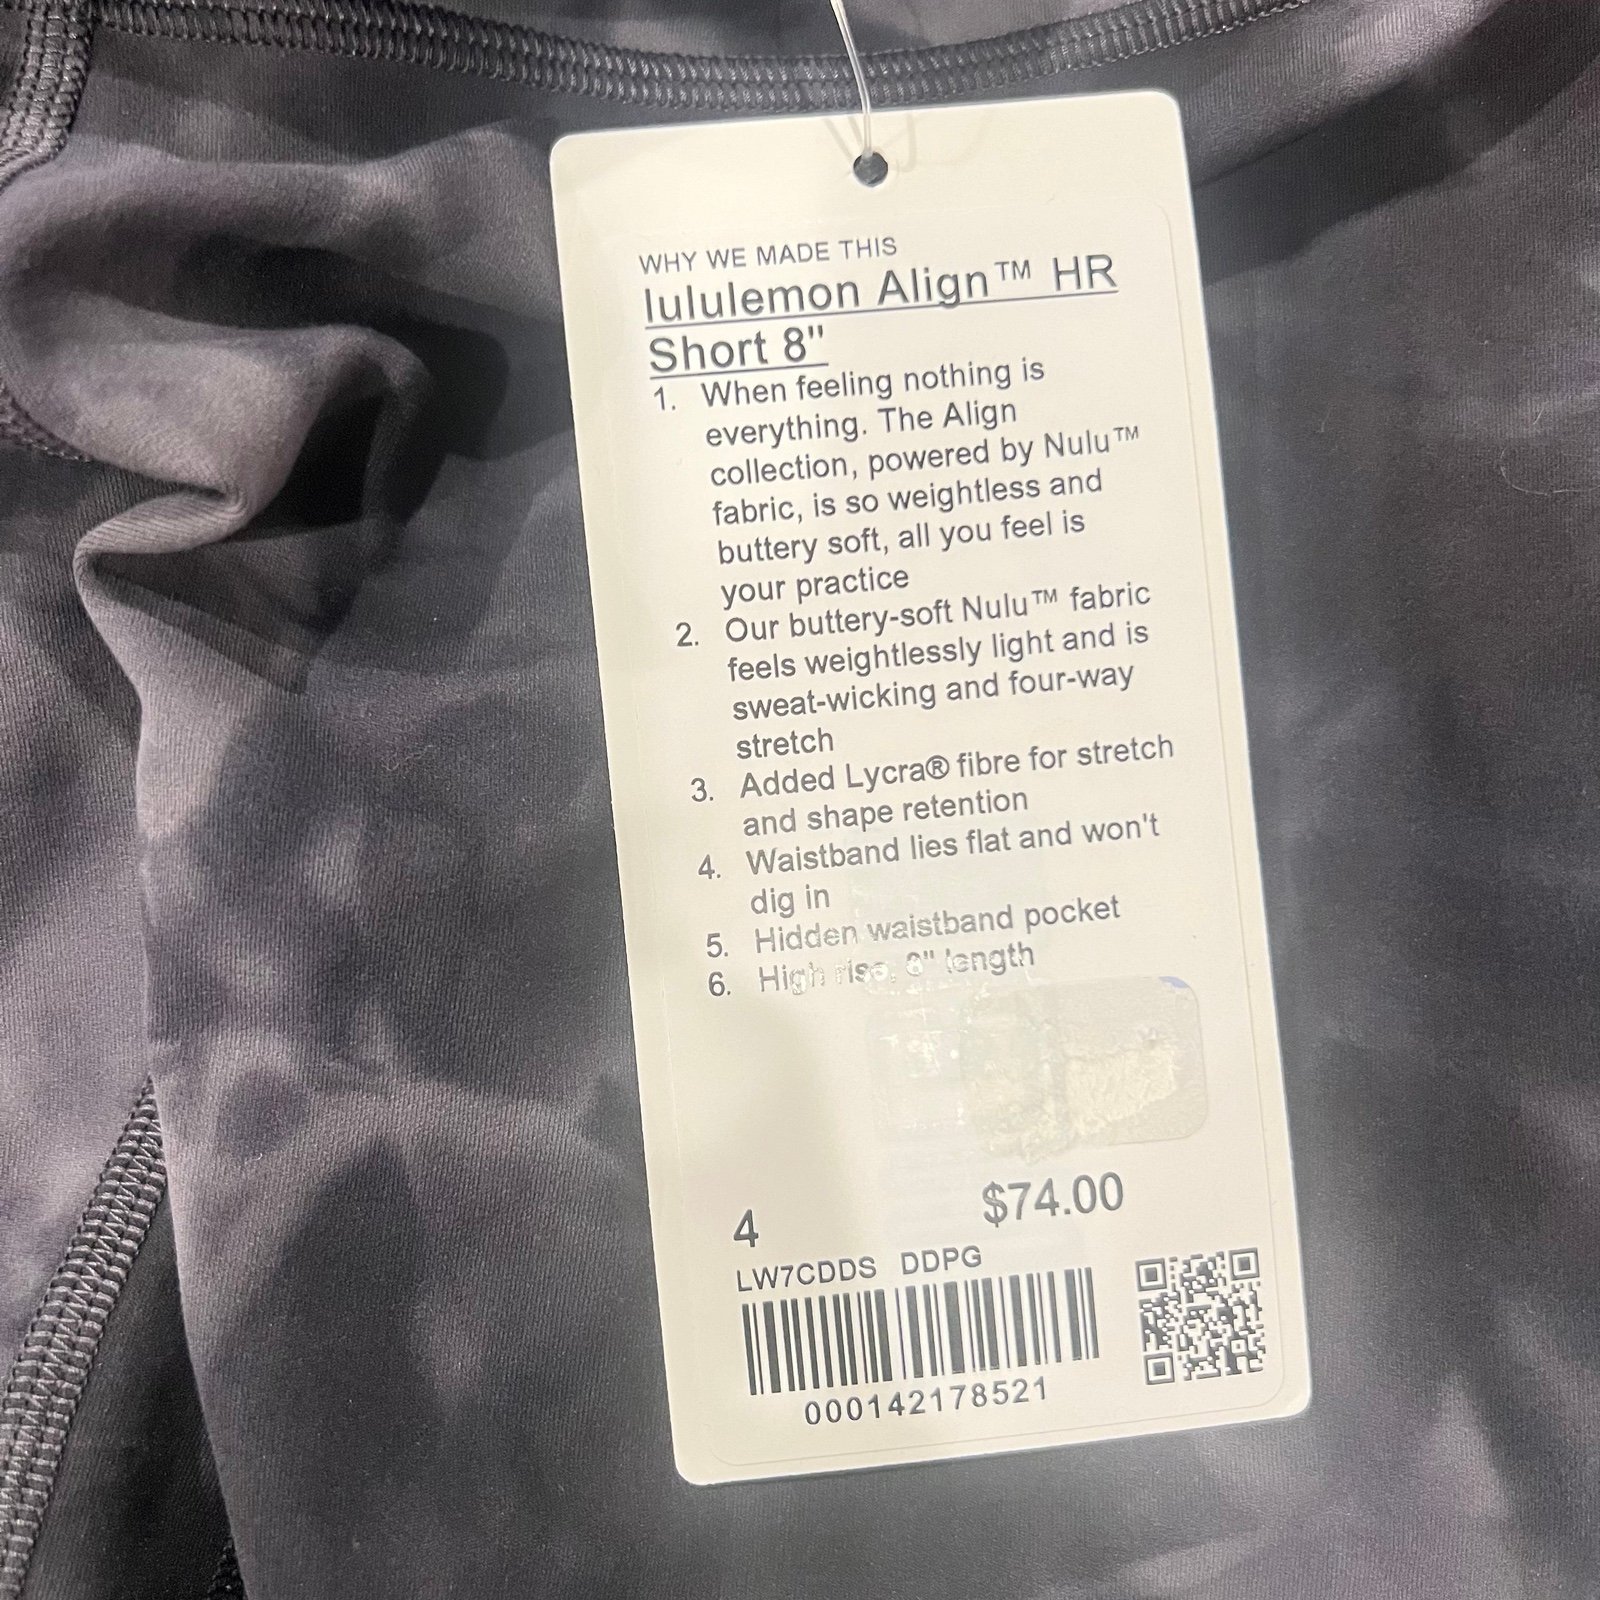 WHY WE MADE THIS
lululemon Align™ HR
Short 8"
1. When feeling nothing is
everything. The Align
collection, powered by Nulu™
fabric, is so weightless and
buttery soft, all you feel is
your practice
2. Our buttery-soft Nulu™ fabric
feels weightlessly light and is
sweat-wicking and four-way
stretch
3. Added Lycra® fibre for stretch
and shape retention
4. Waistband lies flat and won't
dig in
5. Hidden waistband pocket
6. High rise, 8" length
$74.00
4
LW7CDDS DDPG
000142178521